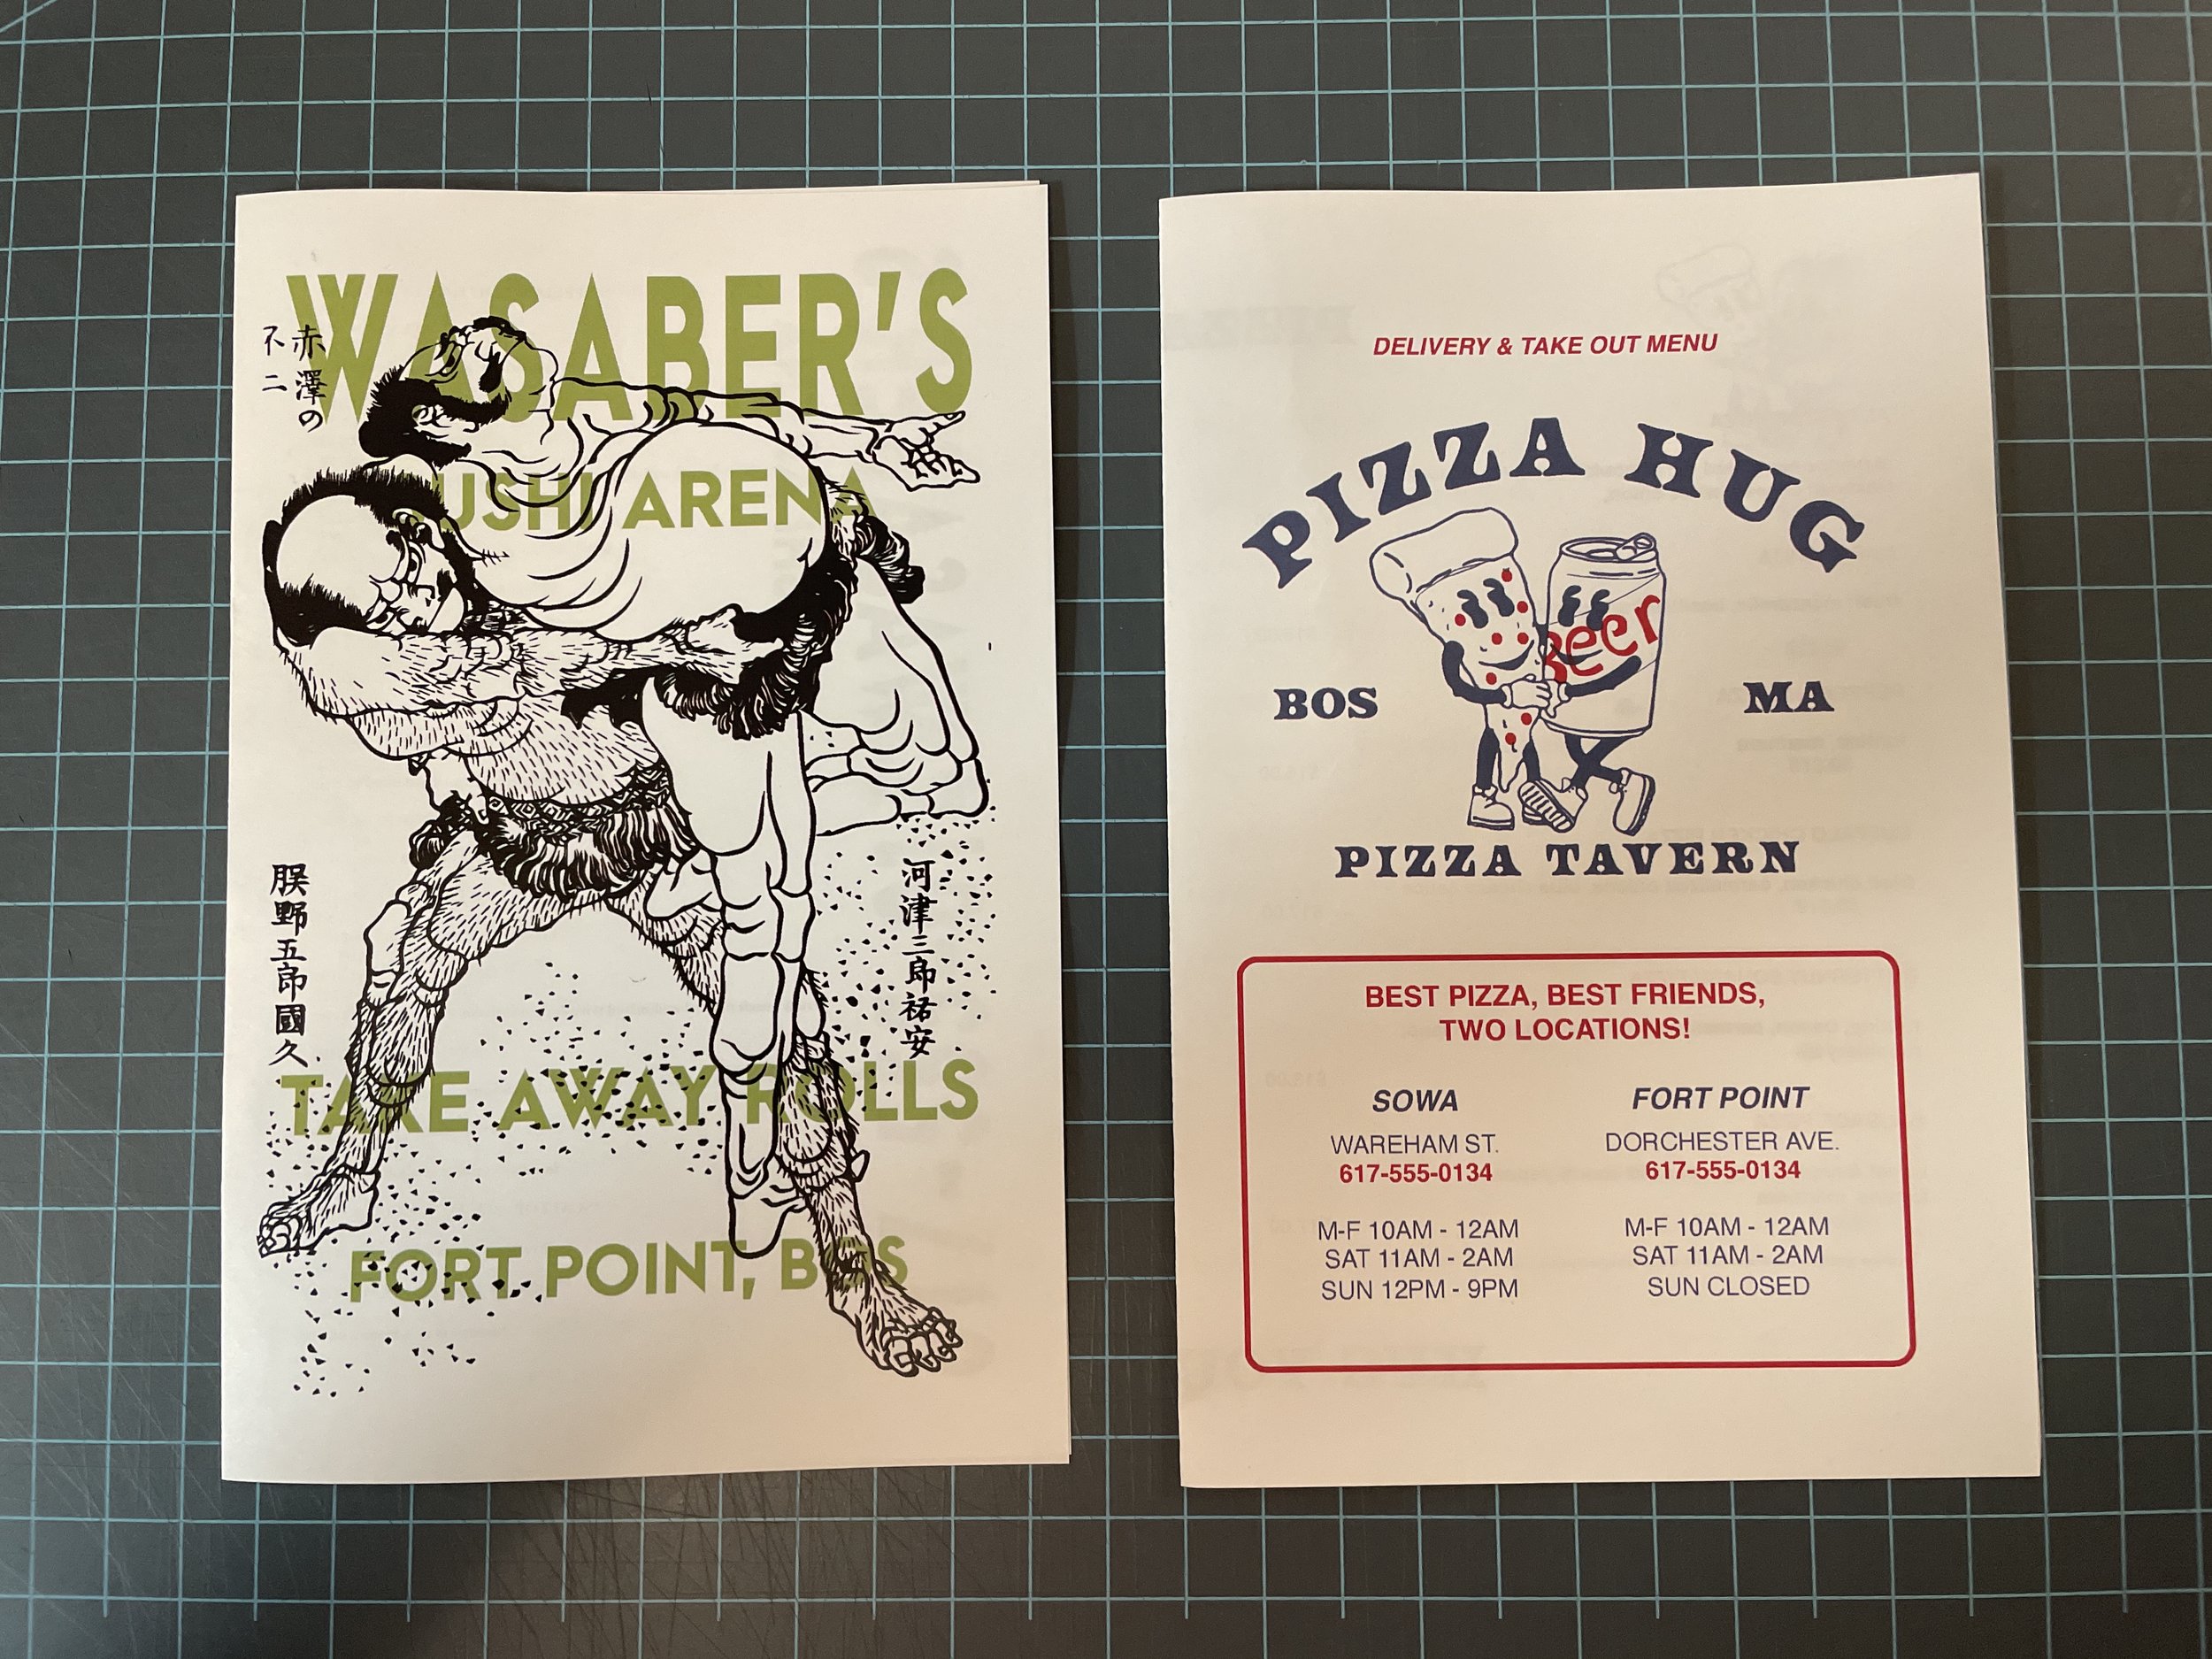 WASABER'S
赤澤の
不二
USHI ARENA
俣野五郎國久
河津三郎祐安
TAKE AWAY ROLLS
FORT POINT, BOS
DELIVERY & TAKE OUT MENU
PIZZA HUG
Beer
BOS
MA
PIZZA TAVERN
BEST PIZZA, BEST FRIENDS,
TWO LOCATIONS!
SOWA
WAREHAM ST.
617-555-0134
M-F 10AM - 12AM
SAT 11AM - 2AM
SUN 12PM - 9PM
FORT POINT
DORCHESTER AVE.
617-555-0134
M-F 10AM - 12AM
SAT 11AM - 2AM
SUN CLOSED